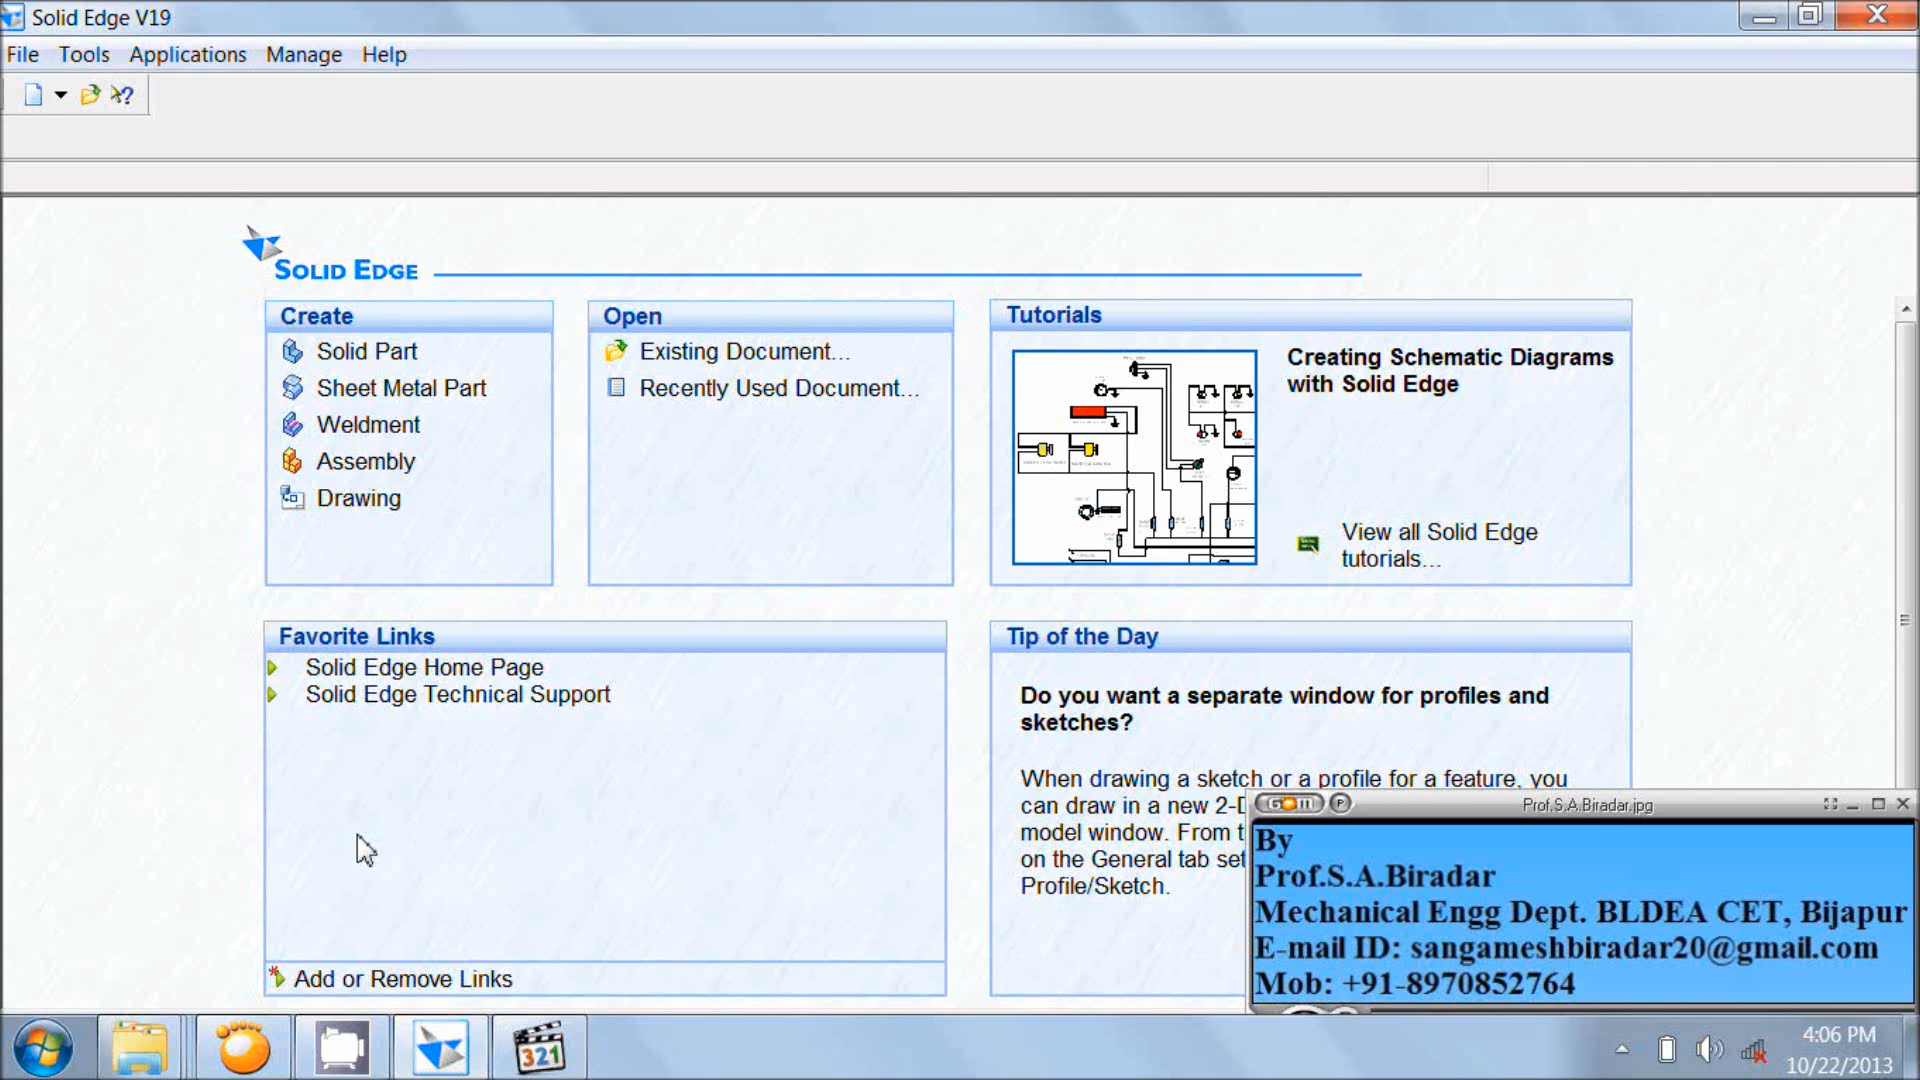 Solid Edge V19
File Tools Applications Manage Help
SOLID EDGE
Create
Solid Part
Sheet Metal Part
Weldment
Assembly
Drawing
Open
Existing Document...
Recently Used Document...
Tutorials
Creating Schematic Diagrams
with Solid Edge
View all Solid Edge
tutorials...
Favorite Links
Solid Edge Home Page
Solid Edge Technical Support
Add or Remove Links
Tip of the Day
Do you want a separate window for profiles and
sketches?
When drawing a sketch or a profile for a feature, you
can draw in a new 2-D
model window. From t
on the General tab set
Profile/Sketch.
Prof.S.A.Biradar.jpg
By
Prof.S.A.Biradar
Mechanical Engg Dept. BLDEA CET, Bijapur
E-mail ID: sangameshbiradar20@gmail.com
Mob: +91-8970852764
321
4:06 PM
10/22/2013